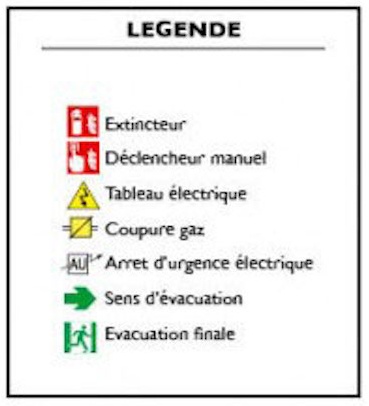 LEGENDE
Extincteur
Déclencheur manuel
Tableau électrique
Coupure gaz
AU Arret d'urgence électrique
Sens d'évacuation
Evacuation finale